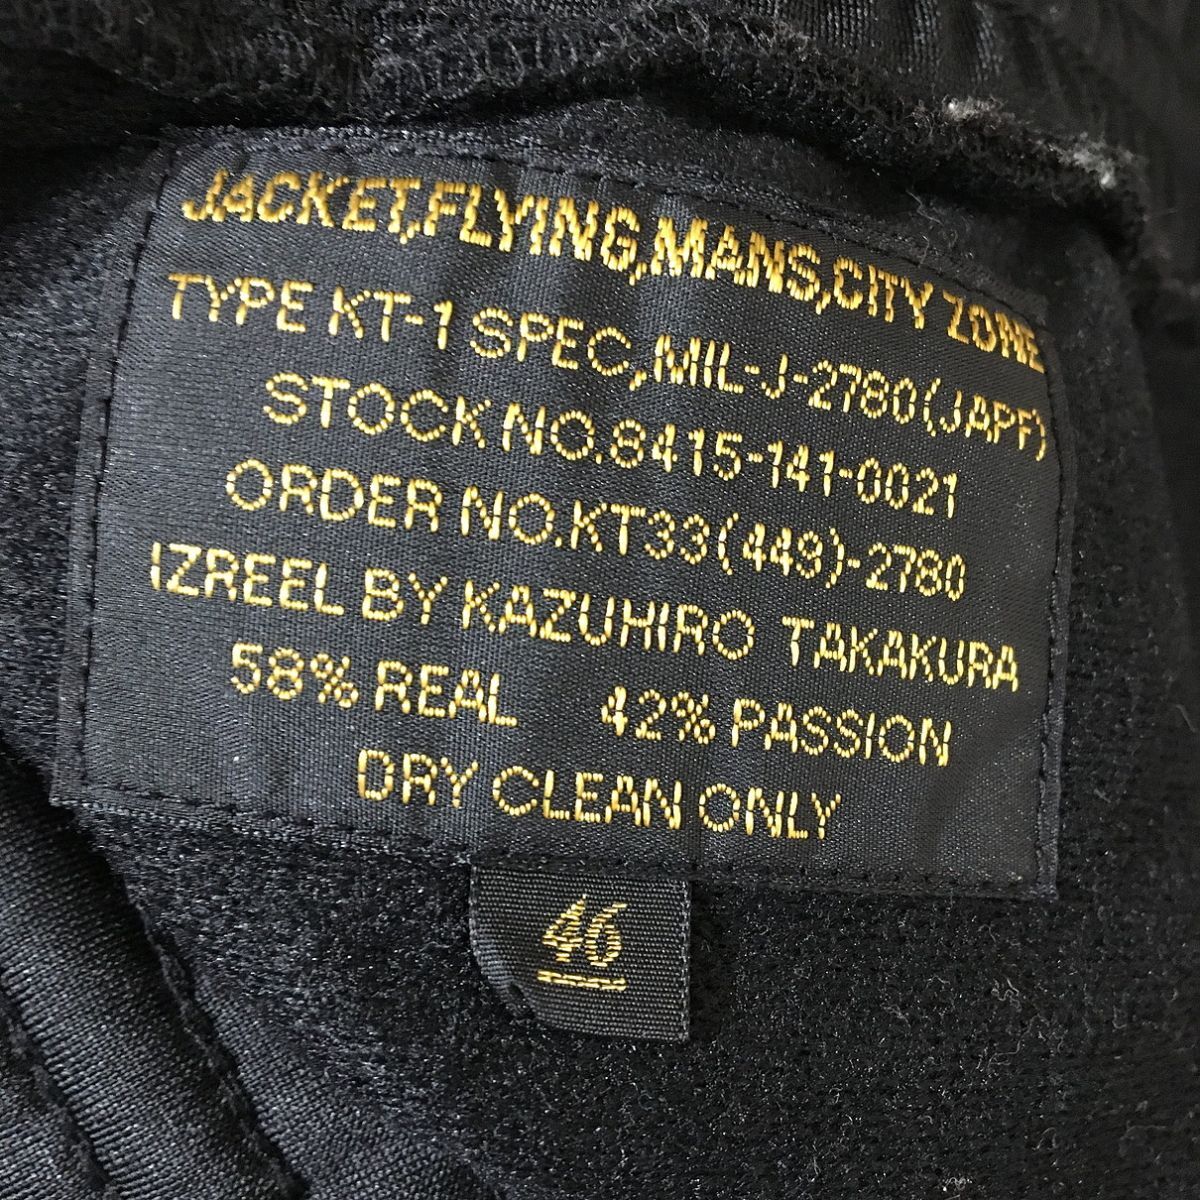 JACKET,FLYING,MANS,CITY ZONE
TYPE KT-1 SPEC,MIL-J-2780(JAPF)
STOCK NO.8415-141-0021
ORDER NO.KT33(449)-2780
IZREEL BY KAZUHIRO TAKAKURA
58% REAL 42% PASSION
DRY CLEAN ONLY
46